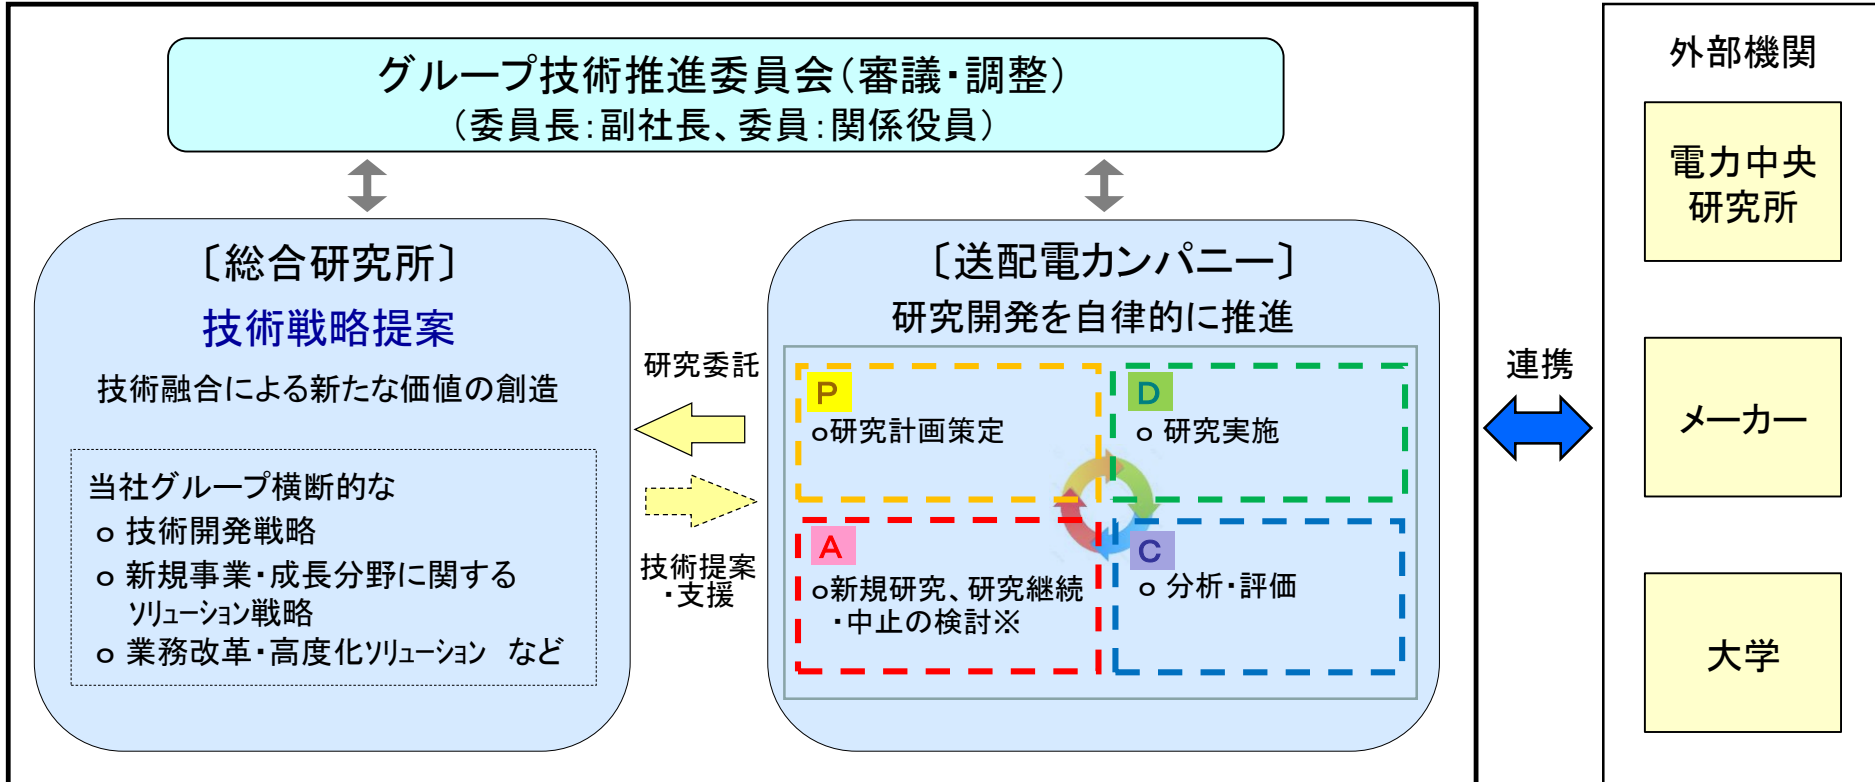 グループ技術推進委員会(審議・調整)
(委員長:副社長、委員:関係役員)
〔総合研究所〕
技術戦略提案
技術融合による新たな価値の創造
当社グループ横断的な
o 技術開発戦略
o 新規事業・成長分野に関する
ソリューション戦略
o 業務改革・高度化ソリューション など
研究委託
技術提案
・支援
〔送配電カンパニー〕
研究開発を自律的に推進
P
o研究計画策定
D
o 研究実施
A
o新規研究、研究継続
・中止の検討※
C
o 分析・評価
連携
外部機関
電力中央
研究所
メーカー
大学